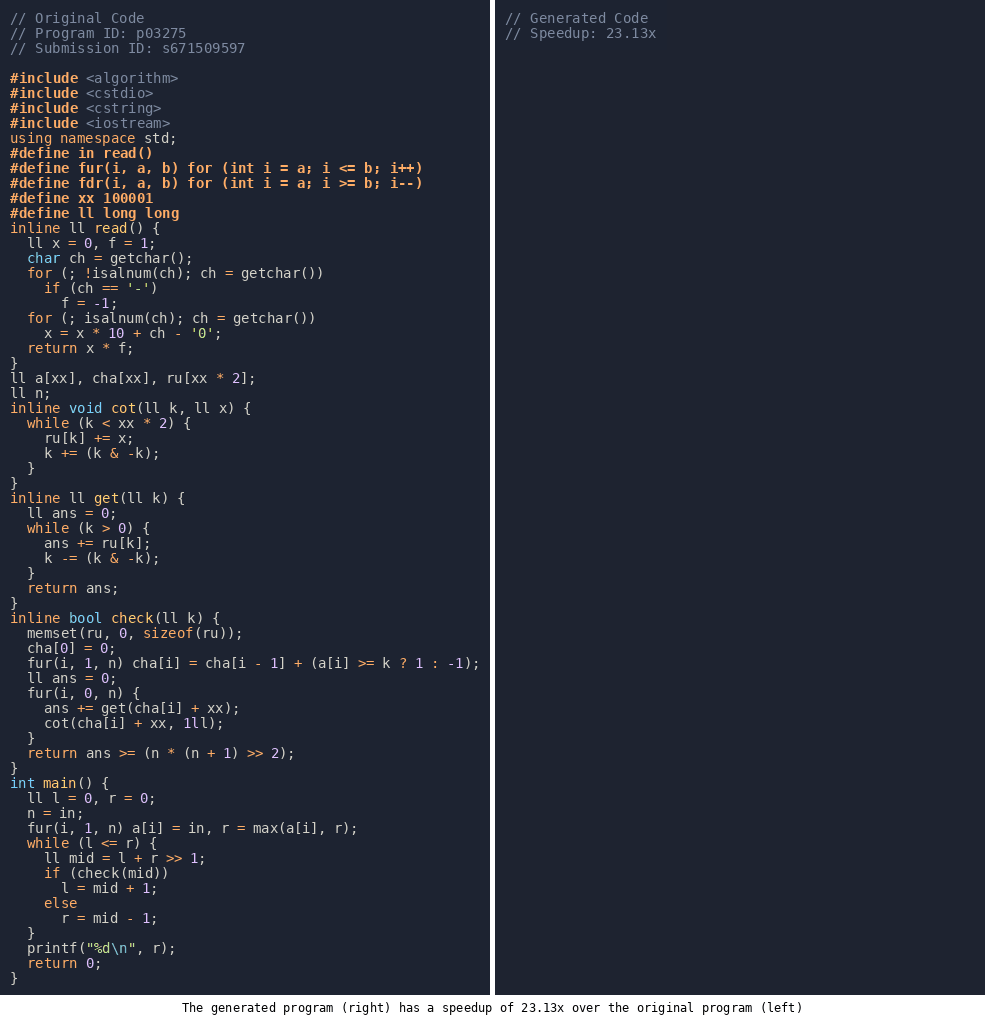 // Original Code
// Program ID: p03275
// Submission ID: s671509597

#include <algorithm>
#include <cstdio>
#include <cstring>
#include <iostream>
using namespace std;
#define in read()
#define fur(i, a, b) for (int i = a; i <= b; i++)
#define fdr(i, a, b) for (int i = a; i >= b; i--)
#define xx 100001
#define ll long long
inline ll read() {
  ll x = 0, f = 1;
  char ch = getchar();
  for (; !isalnum(ch); ch = getchar())
    if (ch == '-')
      f = -1;
  for (; isalnum(ch); ch = getchar())
    x = x * 10 + ch - '0';
  return x * f;
}
ll a[xx], cha[xx], ru[xx * 2];
ll n;
inline void cot(ll k, ll x) {
  while (k < xx * 2) {
    ru[k] += x;
    k += (k & -k);
  }
}
inline ll get(ll k) {
  ll ans = 0;
  while (k > 0) {
    ans += ru[k];
    k -= (k & -k);
  }
  return ans;
}
inline bool check(ll k) {
  memset(ru, 0, sizeof(ru));
  cha[0] = 0;
  fur(i, 1, n) cha[i] = cha[i - 1] + (a[i] >= k ? 1 : -1);
  ll ans = 0;
  fur(i, 0, n) {
    ans += get(cha[i] + xx);
    cot(cha[i] + xx, 1ll);
  }
  return ans >= (n * (n + 1) >> 2);
}
int main() {
  ll l = 0, r = 0;
  n = in;
  fur(i, 1, n) a[i] = in, r = max(a[i], r);
  while (l <= r) {
    ll mid = l + r >> 1;
    if (check(mid))
      l = mid + 1;
    else
      r = mid - 1;
  }
  printf("%d\n", r);
  return 0;
}
// Generated Code
// Speedup: 23.13x
The generated program (right) has a speedup of 23.13x over the original program (left)